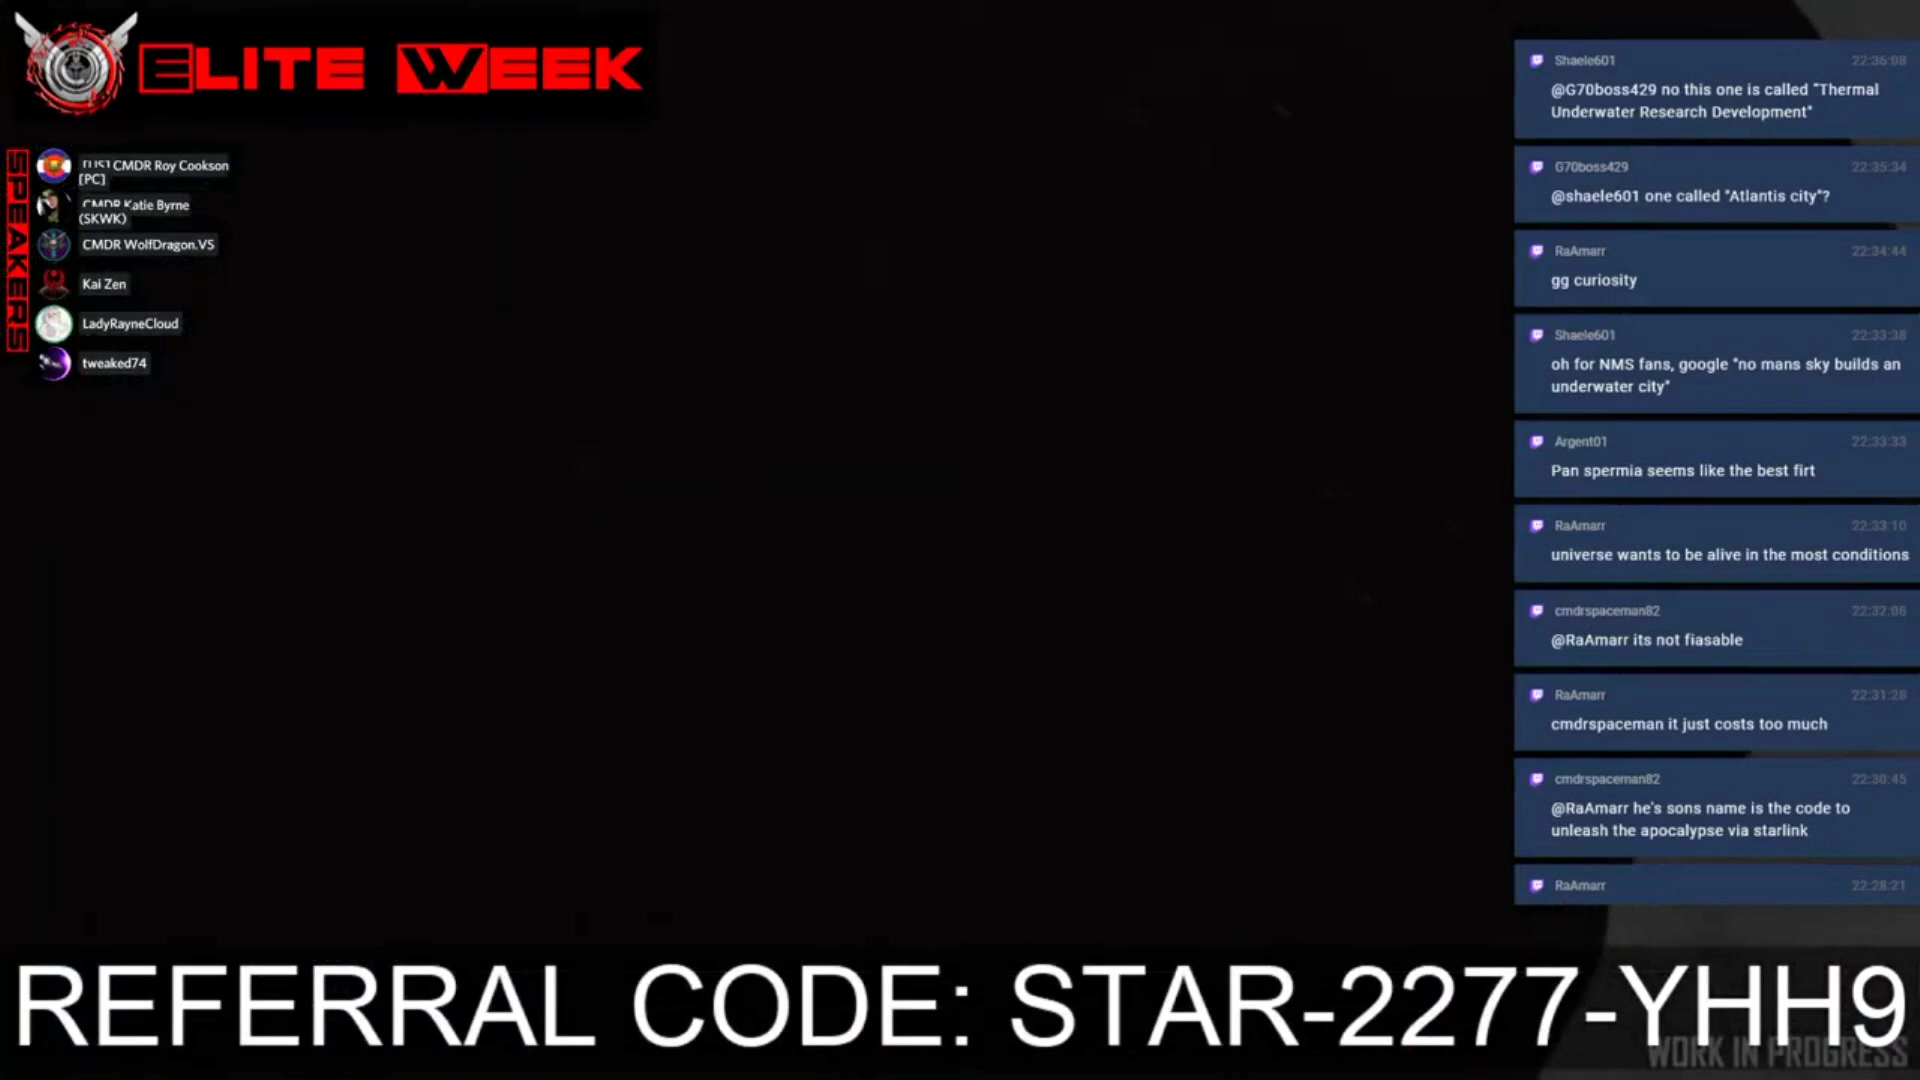 ELITE WEEK
SPEAKERS
[US] CMDR Roy Cookson
[PC]
CMDR Katie Byrne
(SKWK)
CMDR WolfDragon.VS
Kai Zen
LadyRayneCloud
tweaked74
Shaele601 22:36:08
@G70boss429 no this one is called "Thermal
Underwater Research Development"
G70boss429 22:35:34
@shaele601 one called "Atlantis city"?
RaAmarr 22:34:44
gg curiosity
Shaele601 22:33:38
oh for NMS fans, google "no mans sky builds an
underwater city"
Argent01 22:33:33
Pan spermia seems like the best firt
RaAmarr 22:33:10
universe wants to be alive in the most conditions
cmdrspaceman82 22:32:08
@RaAmarr its not fiasable
RaAmarr 22:31:28
cmdrspaceman it just costs too much
cmdrspaceman82 22:30:45
@RaAmarr he's sons name is the code to
unleash the apocalypse via starlink
RaAmarr 22:28:21
REFERRAL CODE: STAR-2277-YHH9
WORK IN PROGRESS